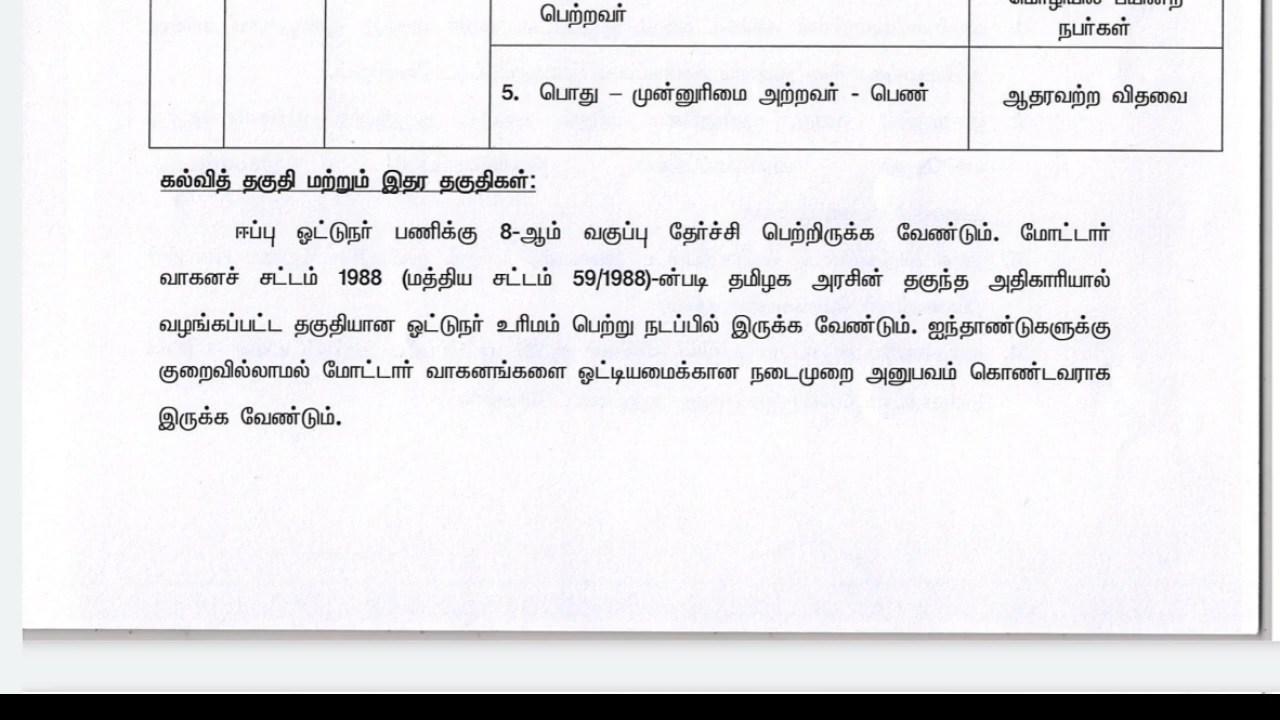 பெற்றவர்
நபர்கள்
5. பொது – முன்னுரிமை அற்றவர் - பெண்
ஆதரவற்ற விதவை
கல்வித் தகுதி மற்றும் இதர தகுதிகள்:
ஈப்பு ஓட்டுநர் பணிக்கு 8-ஆம் வகுப்பு தேர்ச்சி பெற்றிருக்க வேண்டும். மோட்டார்
வாகனச் சட்டம் 1988 (மத்திய சட்டம் 59/1988)-ன்படி தமிழக அரசின் தகுந்த அதிகாரியால்
வழங்கப்பட்ட தகுதியான ஓட்டுநர் உரிமம் பெற்று நடப்பில் இருக்க வேண்டும். ஐந்தாண்டுகளுக்கு
குறைவில்லாமல் மோட்டார் வாகனங்களை ஓட்டியமைக்கான நடைமுறை அனுபவம் கொண்டவராக
இருக்க வேண்டும்.